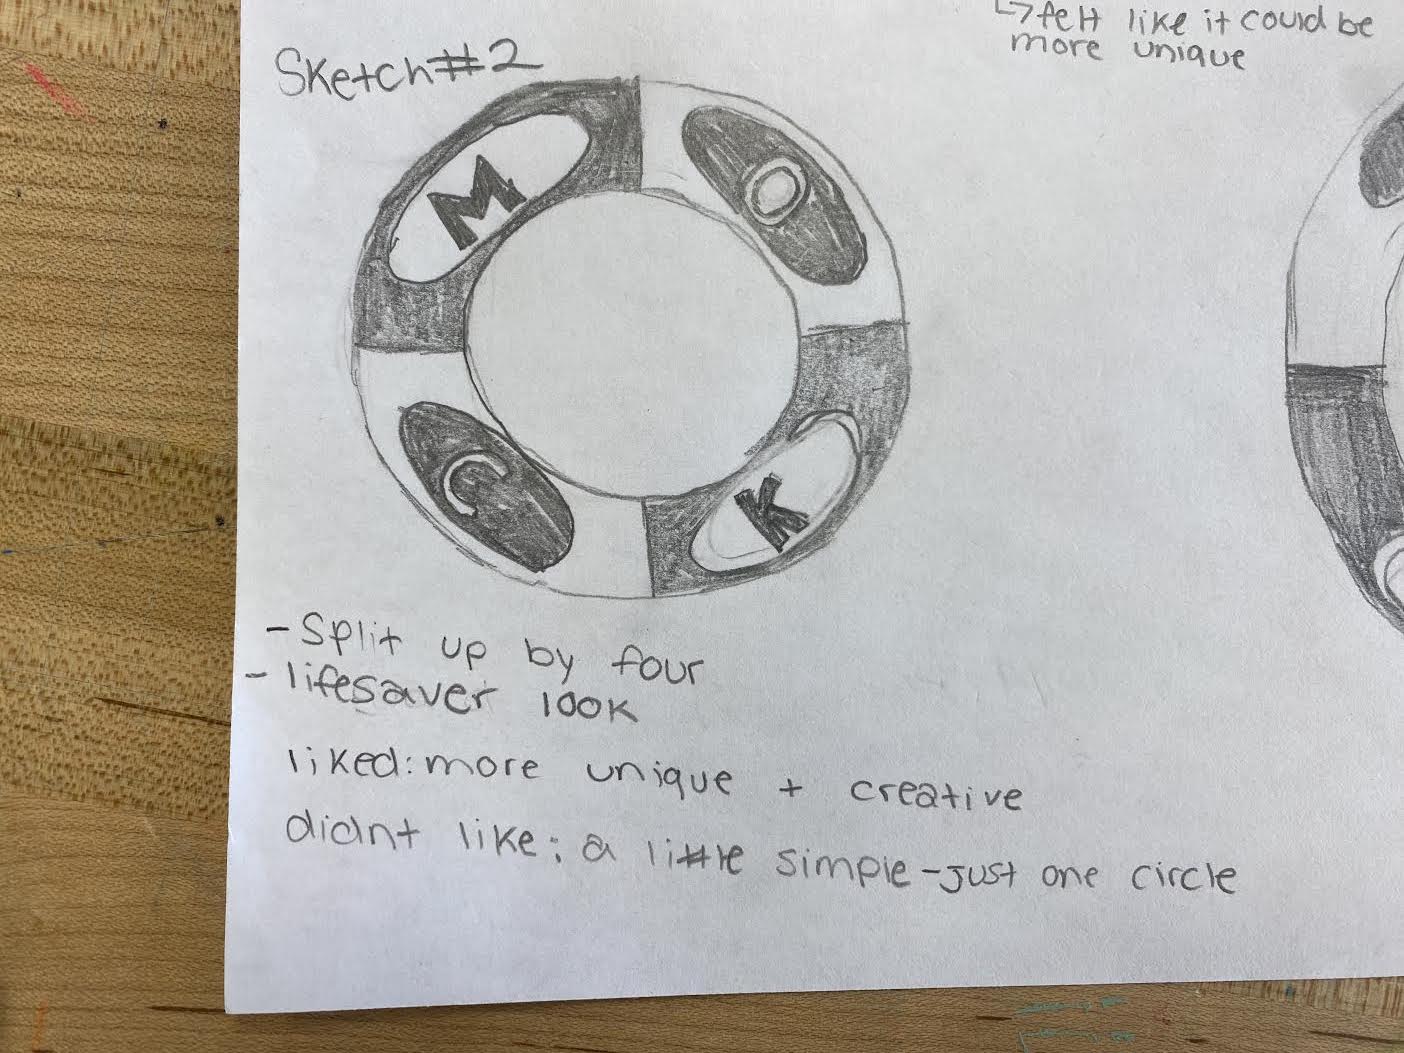 ↳ felt like it could be
more unique
Sketch #2
M O
C K
- Split up by four
- lifesaver look
liked: more unique + creative
didnt like: a little simple - just one circle